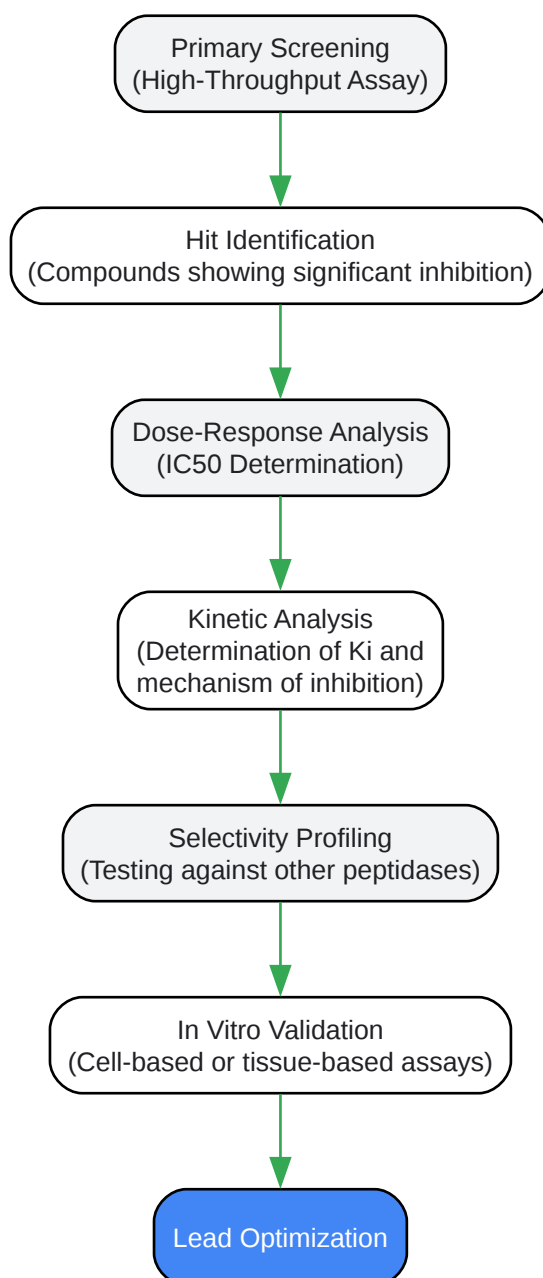 Primary Screening
(High-Throughput Assay)
Hit Identification
(Compounds showing significant inhibition)
Dose-Response Analysis
(IC50 Determination)
Kinetic Analysis
(Determination of Ki and
mechanism of inhibition)
Selectivity Profiling
(Testing against other peptidases)
In Vitro Validation
(Cell-based or tissue-based assays)
Lead Optimization